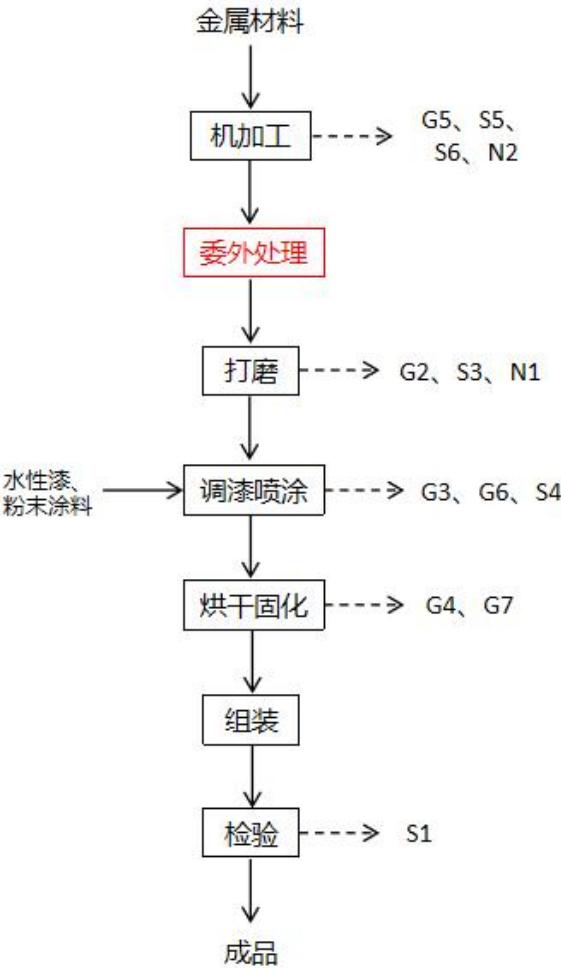 金属材料
机加工
G5、S5、
S6、N2
委外处理
打磨
G2、S3、N1
水性漆、
粉末涂料
调漆喷涂
G3、G6、S4
烘干固化
G4、G7
组装
检验
S1
成品